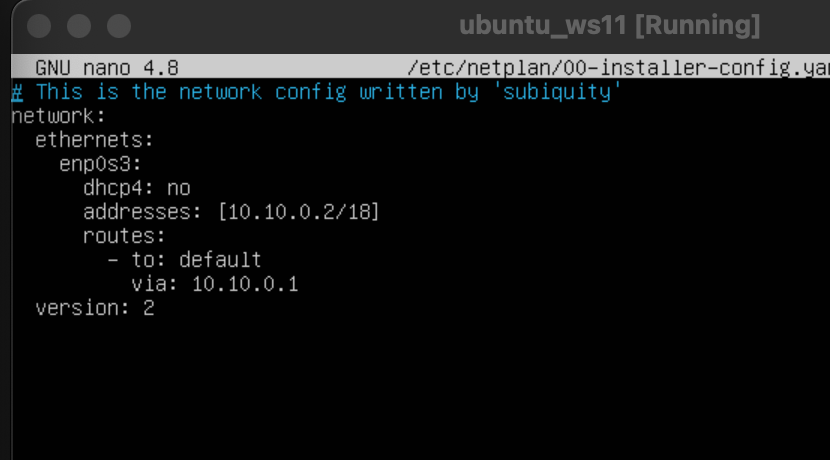 ubuntu_ws11 [Running]
GNU nano 4.8 /etc/netplan/00-installer-config.yam
# This is the network config written by 'subiquity'
network:
  ethernets:
    enp0s3:
      dhcp4: no
      addresses: [10.10.0.2/18]
      routes:
        - to: default
          via: 10.10.0.1
  version: 2